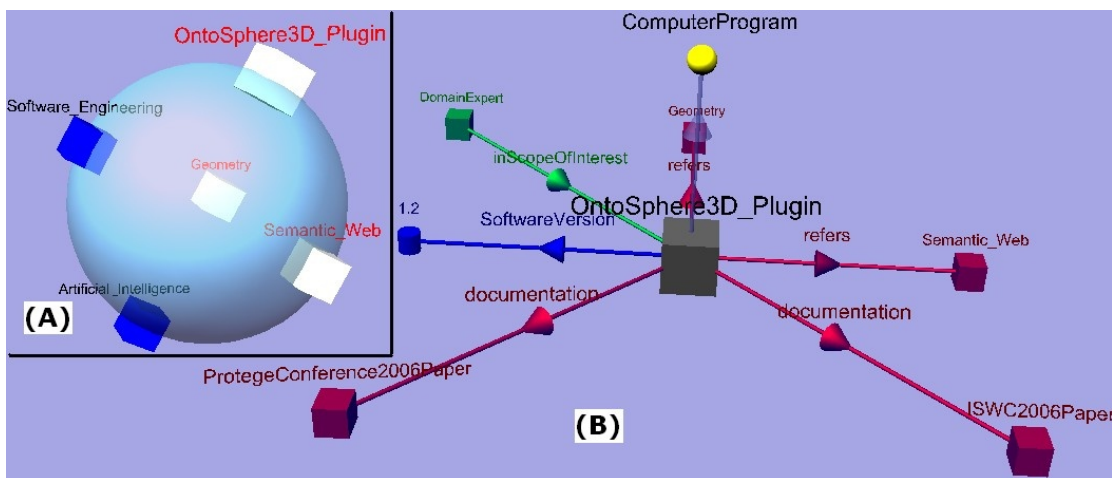 OntoSphere3D_Plugin
Software_Engineering
Geometry
Semantic_Web
Artificial_Intelligence
(A)
ComputerProgram
DomainExpert
Geometry
inScopeOfInterest
refers
OntoSphere3D_Plugin
1.2
SoftwareVersion
refers
Semantic_Web
documentation
documentation
ProtegeConference2006Paper
ISWC2006Paper
(B)